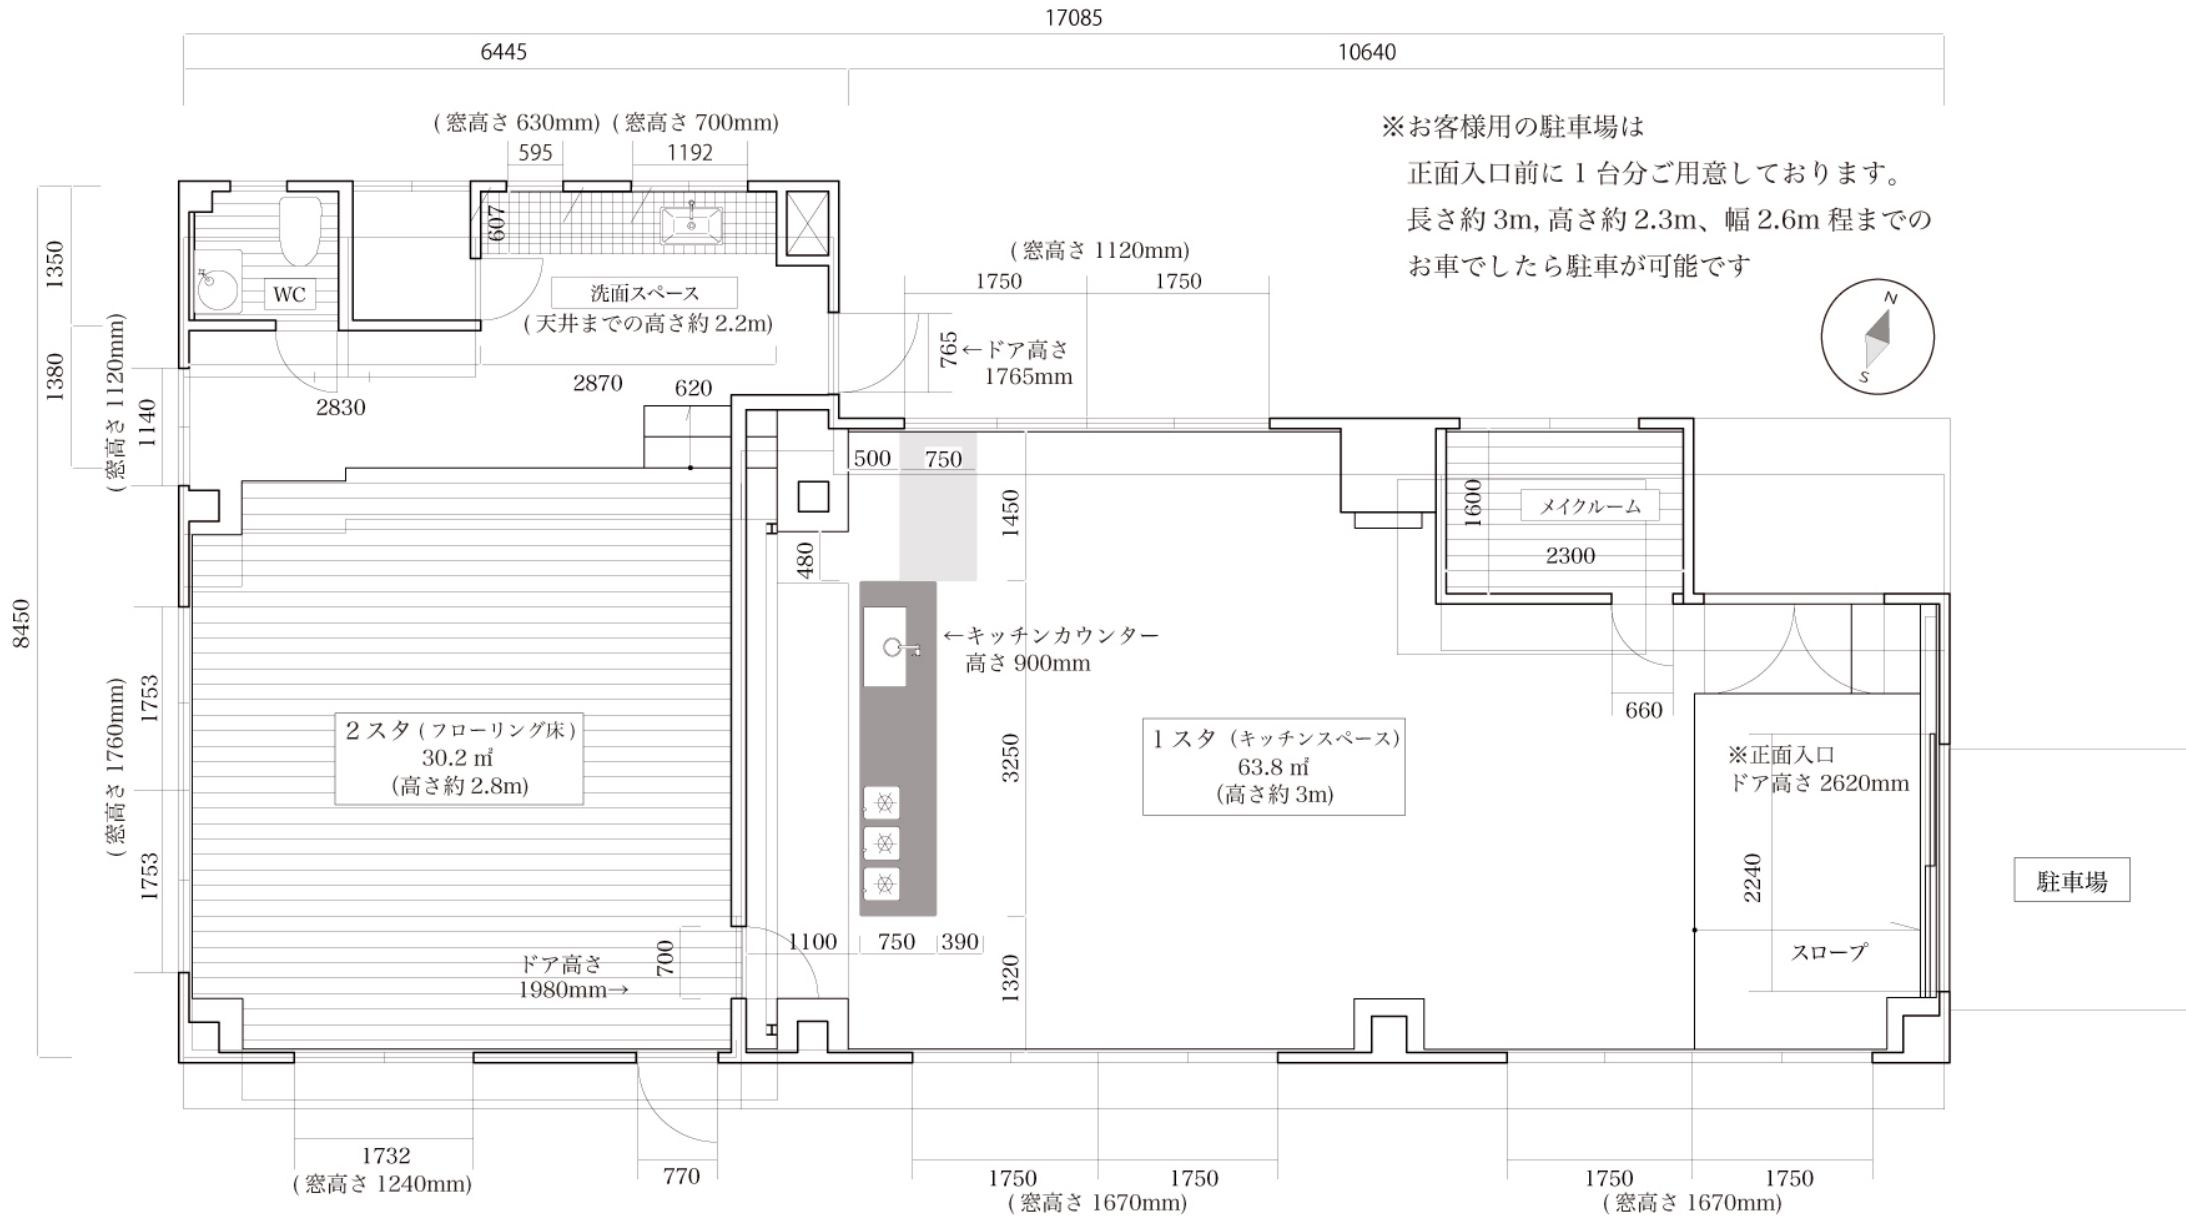 17085
6445
10640
(窓高さ 630mm)
(窓高さ 700mm)
595
1192
※お客様用の駐車場は
正面入口前に 1 台分ご用意しております。
長さ約 3m, 高さ約 2.3m、幅 2.6m 程までの
お車でしたら駐車が可能です
N
S
1350
1380
8450
(窓高さ 1120mm)
1140
607
WC
洗面スペース
(天井までの高さ約 2.2m)
2830
2870
620
765
←ドア高さ
1765mm
(窓高さ 1120mm)
1750
1750
500
750
1450
480
1600
メイクルーム
2300
←キッチンカウンター
高さ 900mm
660
(窓高さ 1760mm)
1753
1753
2スタ(フローリング床)
30.2 ㎡
(高さ約 2.8m)
3250
1スタ(キッチンスペース)
63.8 ㎡
(高さ約 3m)
※正面入口
ドア高さ 2620mm
2240
駐車場
スロープ
ドア高さ
1980mm→
700
1100
750
390
1320
1732
(窓高さ 1240mm)
770
1750
1750
(窓高さ 1670mm)
1750
1750
(窓高さ 1670mm)